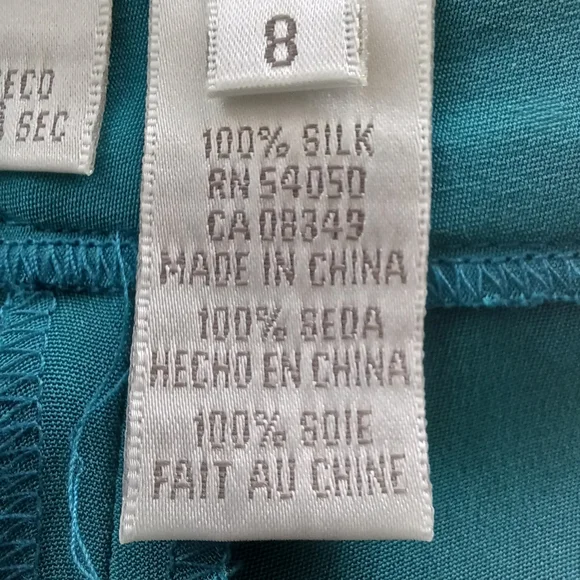 8
100% SILK
RN 54050
CA 08349
MADE IN CHINA
100% SEDA
HECHO EN CHINA
100% SOIE
FAIT AU CHINE
SEC